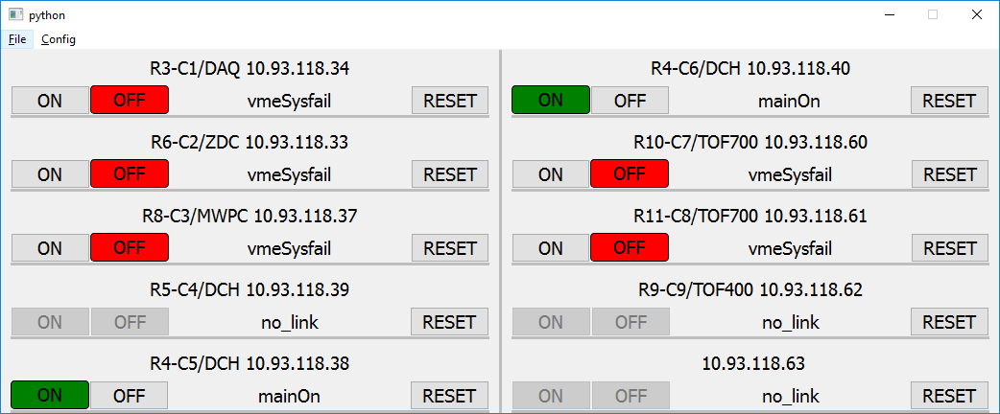 python
File Config
R3-C1/DAQ 10.93.118.34
ON OFF vmeSysfail RESET
R6-C2/ZDC 10.93.118.33
ON OFF vmeSysfail RESET
R8-C3/MWPC 10.93.118.37
ON OFF vmeSysfail RESET
R5-C4/DCH 10.93.118.39
ON OFF no_link RESET
R4-C5/DCH 10.93.118.38
ON OFF mainOn RESET
R4-C6/DCH 10.93.118.40
ON OFF mainOn RESET
R10-C7/TOF700 10.93.118.60
ON OFF vmeSysfail RESET
R11-C8/TOF700 10.93.118.61
ON OFF vmeSysfail RESET
R9-C9/TOF400 10.93.118.62
ON OFF no_link RESET
10.93.118.63
ON OFF no_link RESET